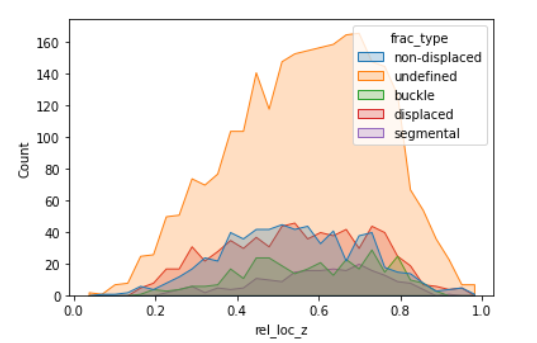 frac_type
non-displaced
undefined
buckle
displaced
segmental
160
140
120
100
80
60
40
20
0
Count
0.0 0.2 0.4 0.6 0.8 1.0
rel_loc_z